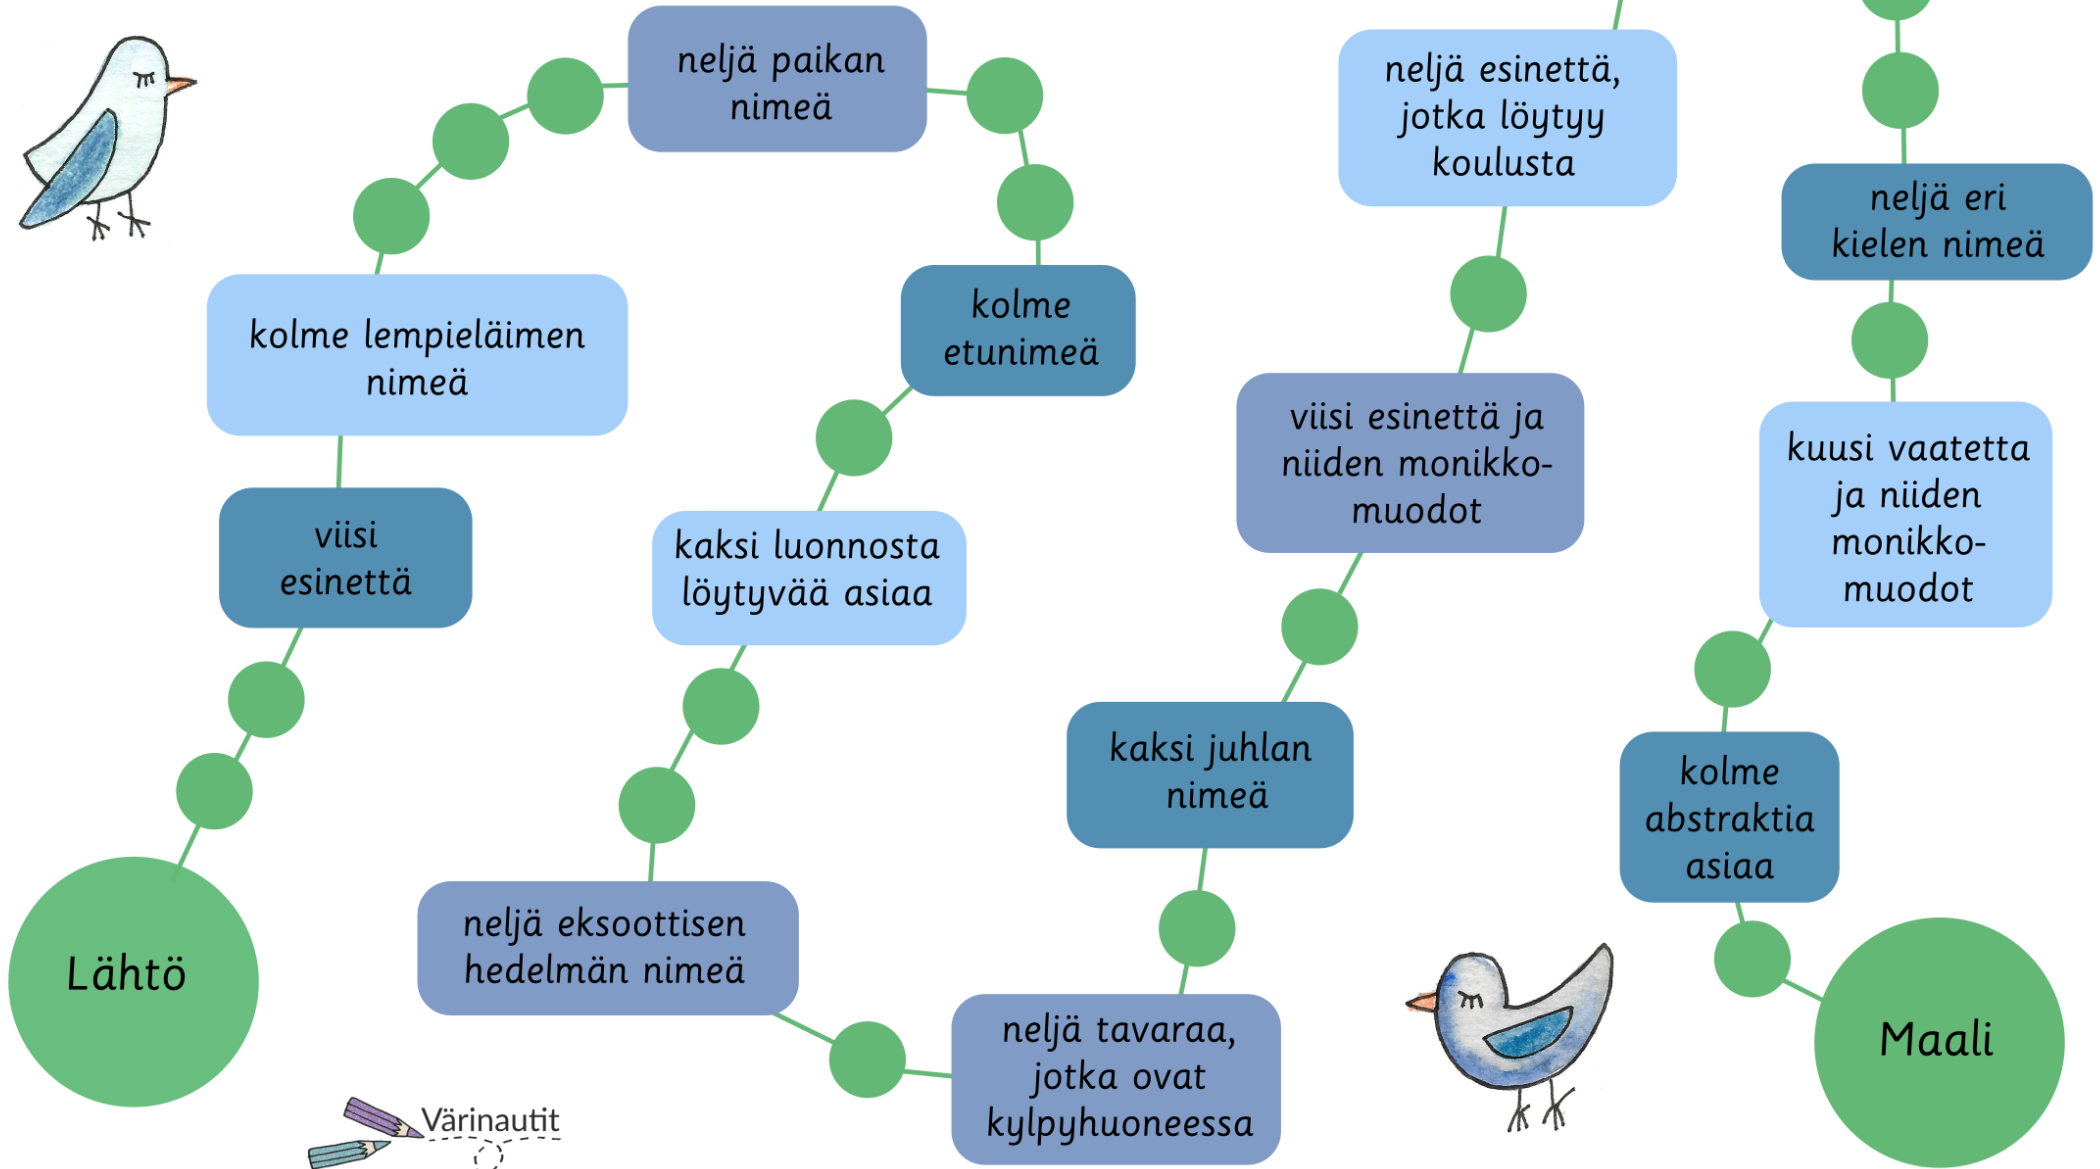 Lähtö
viisi
esinettä
kolme lempieläimen
nimeä
neljä paikan
nimeä
kolme
etunimeä
kaksi luonnosta
löytyvää asiaa
neljä eksoottisen
hedelmän nimeä
neljä tavaraa,
jotka ovat
kylpyhuoneessa
kaksi juhlan
nimeä
viisi esinettä ja
niiden monikko-
muodot
neljä esinettä,
jotka löytyy
koulusta
neljä eri
kielen nimeä
kuusi vaatetta
ja niiden
monikko-
muodot
kolme
abstraktia
asiaa
Maali
Värinautit